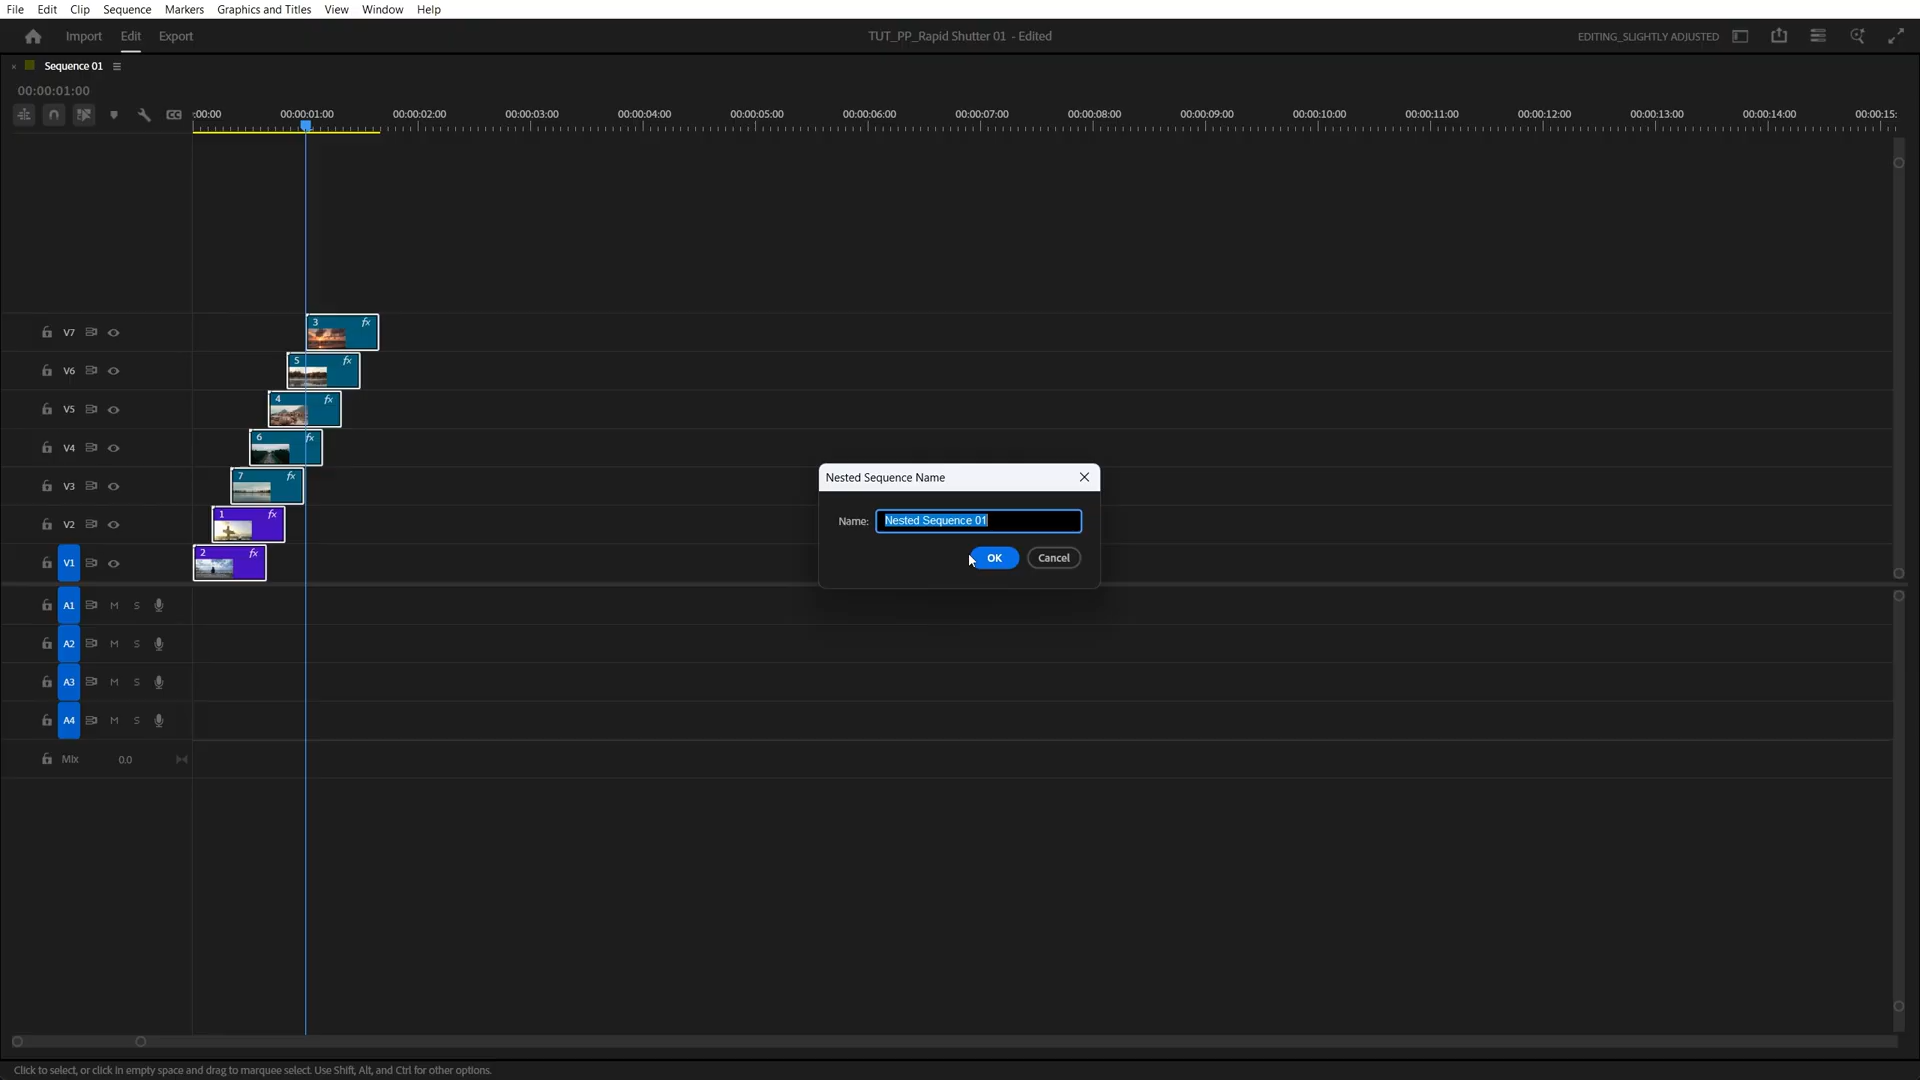 File Edit Clip Sequence Markers Graphics and Titles View Window Help
Import Edit Export TUT_PP_Rapid Shutter 01 - Edited EDITING_SLIGHTLY ADJUSTED
× Sequence 01
00:00:01:00
:00:00 00:00:01:00 00:00:02:00 00:00:03:00 00:00:04:00 00:00:05:00 00:00:06:00 00:00:07:00 00:00:08:00 00:00:09:00 00:00:10:00 00:00:11:00 00:00:12:00 00:00:13:00 00:00:14:00 00:00:15:
V7 3 fx
V6 5 fx
V5 4 fx
V4 6 fx
V3 7 fx
V2 1 fx
V1 2 fx
Nested Sequence Name
Name: Nested Sequence 01
OK Cancel
A1 M S
A2 M S
A3 M S
A4 M S
Mix 0.0
Click to select, or click in empty space and drag to marquee select. Use Shift, Alt, and Ctrl for other options.